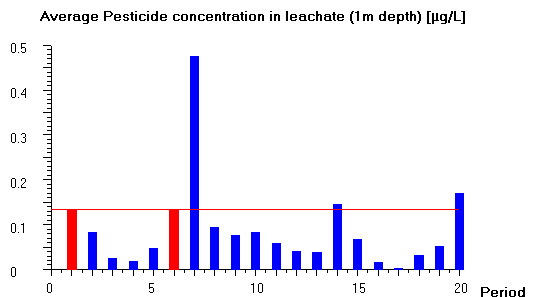 Average Pesticide concentration in leachate (1m depth) [µg/L]
0.5
0.4
0.3
0.2
0.1
0
0 5 10 15 20
Period